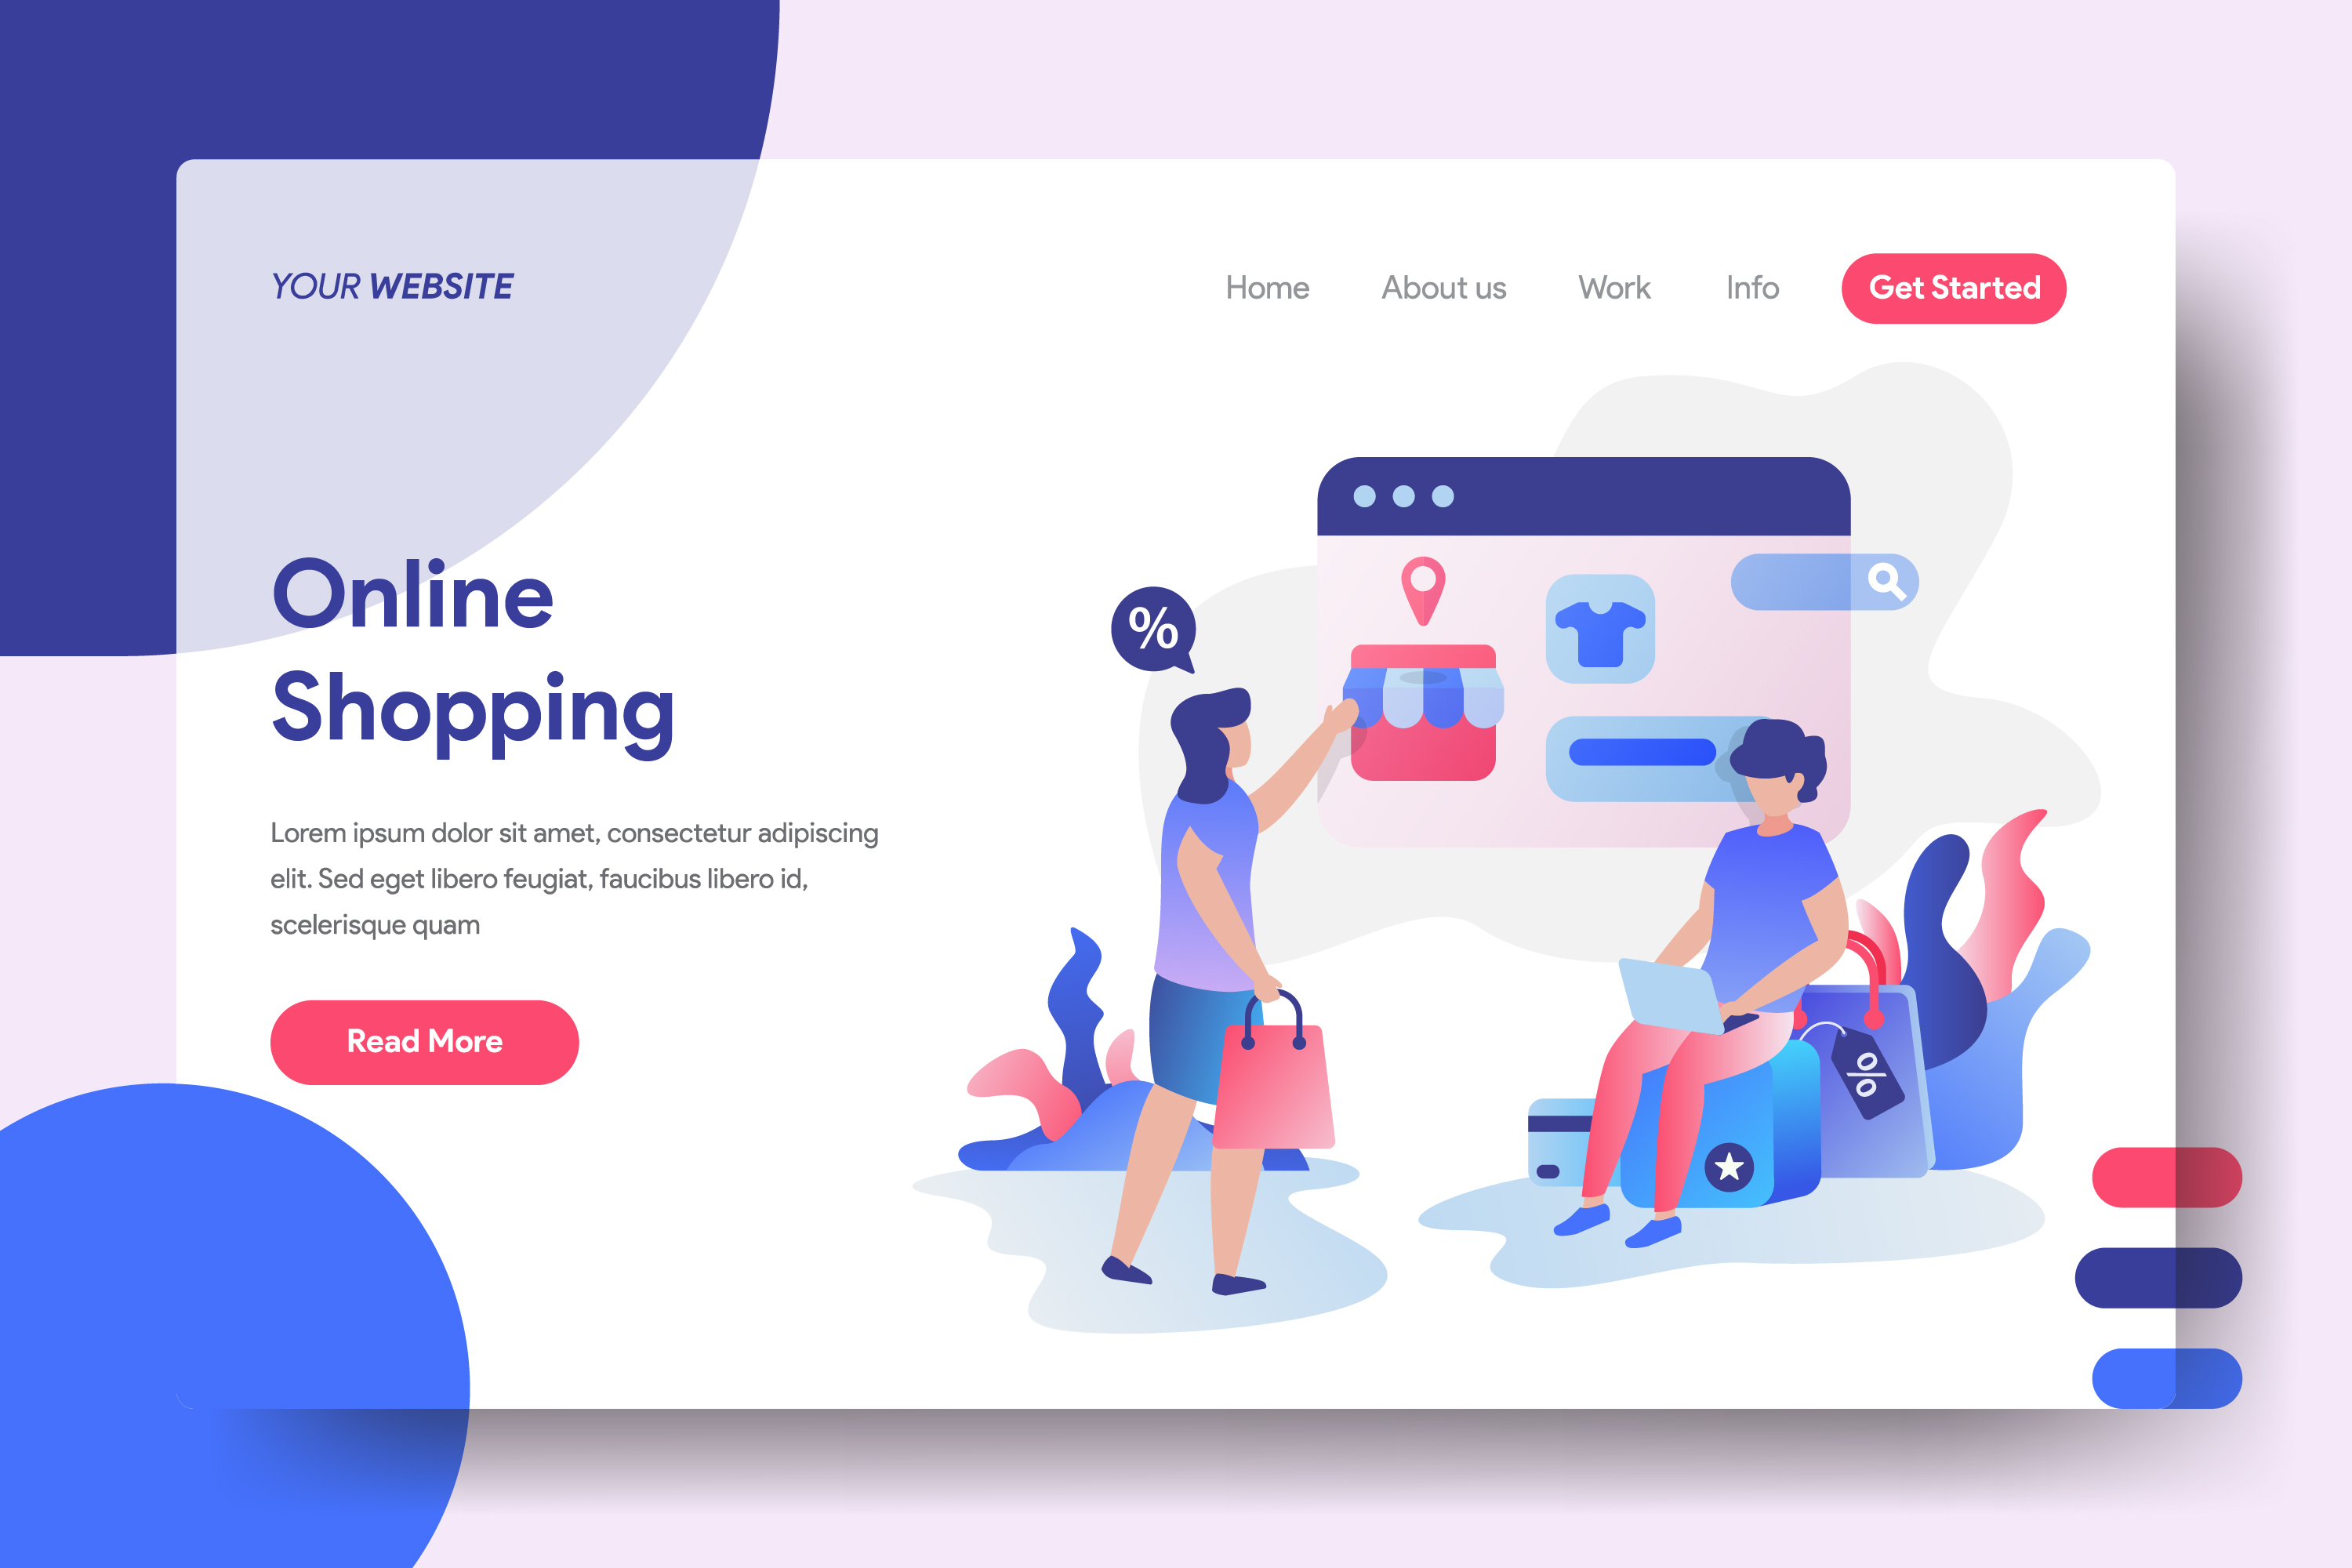 YOUR WEBSITE
Home About us Work Info Get Started
Online
Shopping
Lorem ipsum dolor sit amet, consectetur adipiscing
elit. Sed eget libero feugiat, faucibus libero id,
scelerisque quam
Read More
%
%